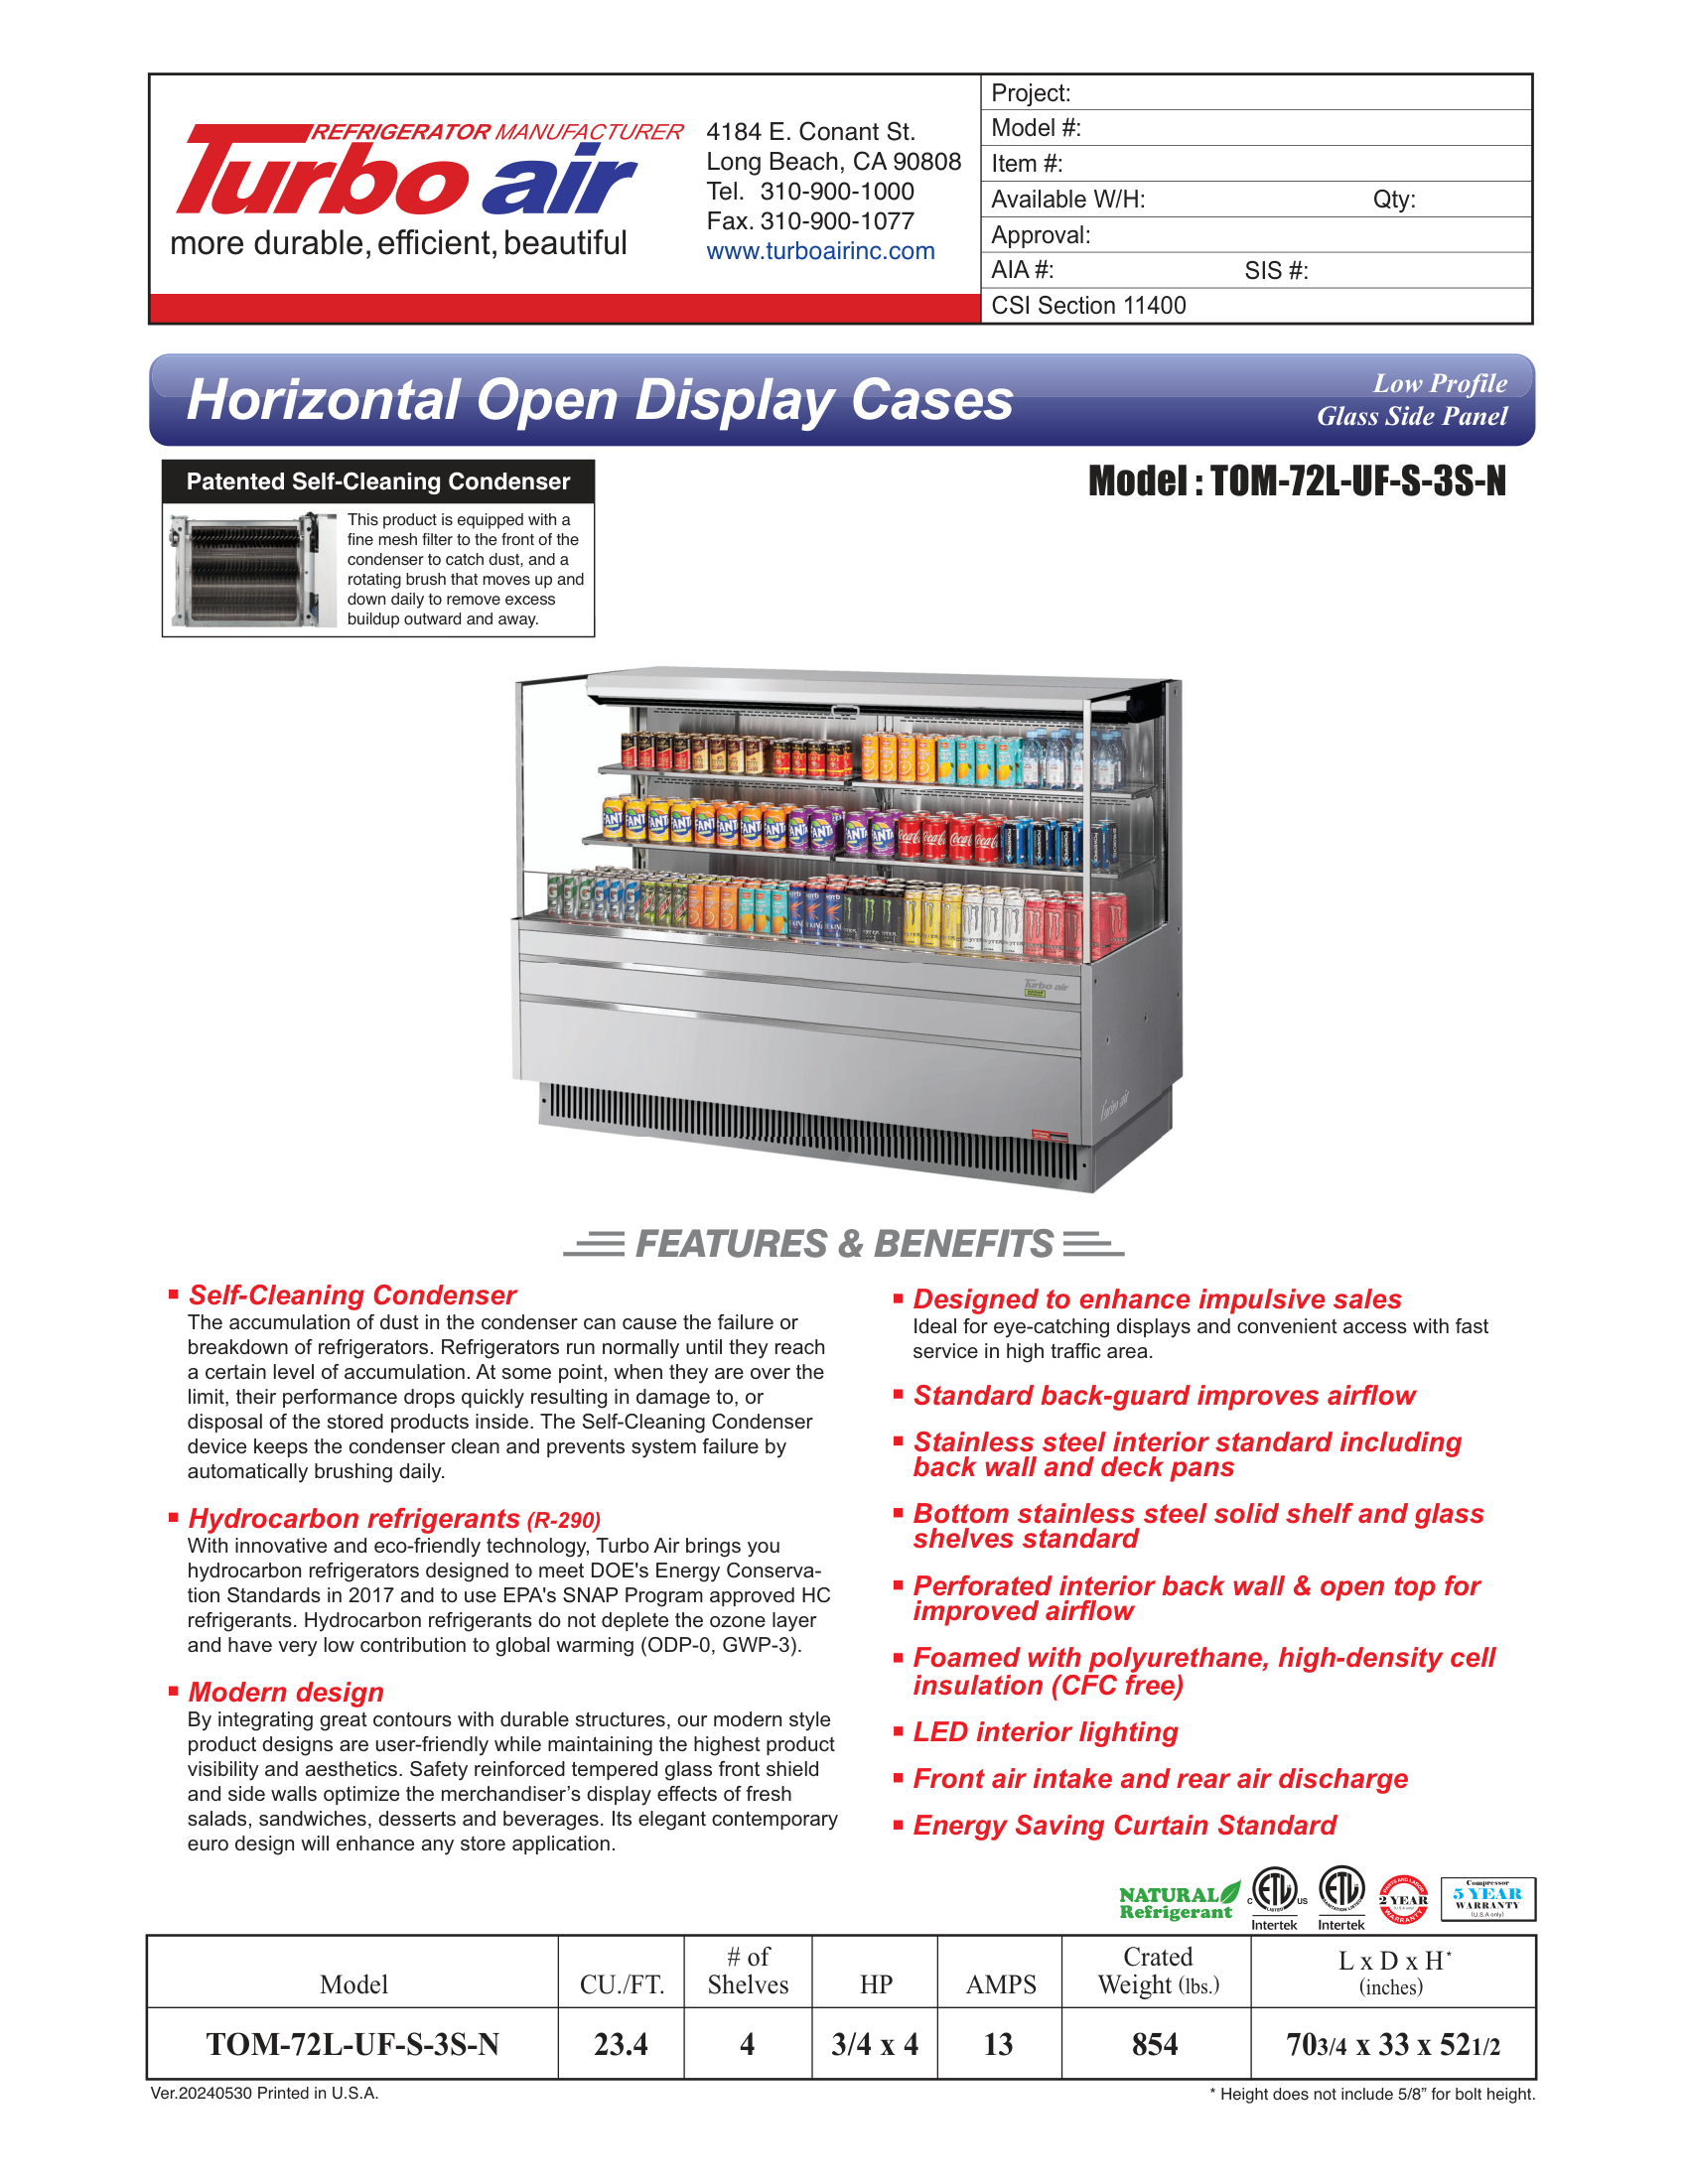 REFRIGERATOR MANUFACTURER
Turbo air
more durable, efficient, beautiful
4184 E. Conant St.
Long Beach, CA 90808
Tel. 310-900-1000
Fax. 310-900-1077
www.turboairinc.com
Project:
Model #:
Item #:
Available W/H: Qty:
Approval:
AIA #: SIS #:
CSI Section 11400
Horizontal Open Display Cases
Low Profile
Glass Side Panel
Patented Self-Cleaning Condenser
This product is equipped with a
fine mesh filter to the front of the
condenser to catch dust, and a
rotating brush that moves up and
down daily to remove excess
buildup outward and away.
Model : TOM-72L-UF-S-3S-N
Turbo air
Turbo air
FEATURES & BENEFITS
▪ Self-Cleaning Condenser
The accumulation of dust in the condenser can cause the failure or
breakdown of refrigerators. Refrigerators run normally until they reach
a certain level of accumulation. At some point, when they are over the
limit, their performance drops quickly resulting in damage to, or
disposal of the stored products inside. The Self-Cleaning Condenser
device keeps the condenser clean and prevents system failure by
automatically brushing daily.
▪ Hydrocarbon refrigerants (R-290)
With innovative and eco-friendly technology, Turbo Air brings you
hydrocarbon refrigerators designed to meet DOE's Energy Conserva-
tion Standards in 2017 and to use EPA's SNAP Program approved HC
refrigerants. Hydrocarbon refrigerants do not deplete the ozone layer
and have very low contribution to global warming (ODP-0, GWP-3).
▪ Modern design
By integrating great contours with durable structures, our modern style
product designs are user-friendly while maintaining the highest product
visibility and aesthetics. Safety reinforced tempered glass front shield
and side walls optimize the merchandiser's display effects of fresh
salads, sandwiches, desserts and beverages. Its elegant contemporary
euro design will enhance any store application.
▪ Designed to enhance impulsive sales
Ideal for eye-catching displays and convenient access with fast
service in high traffic area.
▪ Standard back-guard improves airflow
▪ Stainless steel interior standard including
back wall and deck pans
▪ Bottom stainless steel solid shelf and glass
shelves standard
▪ Perforated interior back wall & open top for
improved airflow
▪ Foamed with polyurethane, high-density cell
insulation (CFC free)
▪ LED interior lighting
▪ Front air intake and rear air discharge
▪ Energy Saving Curtain Standard
NATURAL
Refrigerant
C ETL US
LISTED
Intertek
ETL
SANITATION LISTED
Intertek
PARTS AND LABOR
2 YEAR
(U.S.A only)
WARRANTY
Compressor
5 YEAR
WARRANTY
(U.S.A only)
Model CU./FT. # of Shelves HP AMPS Crated Weight (lbs.) L x D x H* (inches)
TOM-72L-UF-S-3S-N 23.4 4 3/4 x 4 13 854 703/4 x 33 x 521/2
Ver.20240530 Printed in U.S.A.
* Height does not include 5/8" for bolt height.